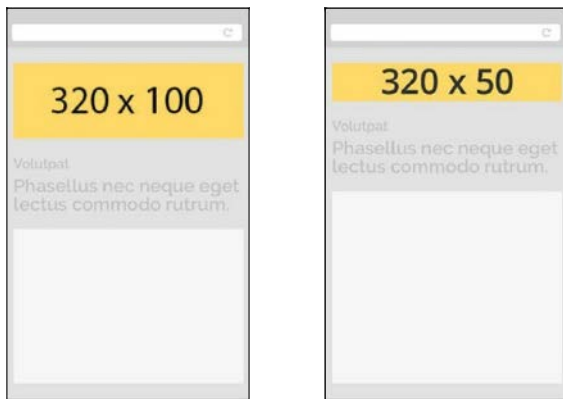 320 x 100
Volutpat
Phasellus nec neque eget
lectus commodo rutrum.
320 x 50
Volutpat
Phasellus nec neque eget
lectus commodo rutrum.